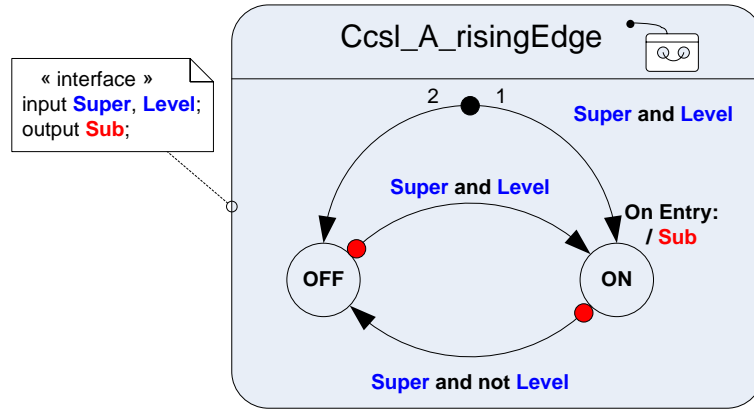 Ccsl_A_risingEdge
« interface »
input Super, Level;
output Sub;
2 1
Super and Level
Super and Level
On Entry:
/ Sub
OFF
ON
Super and not Level